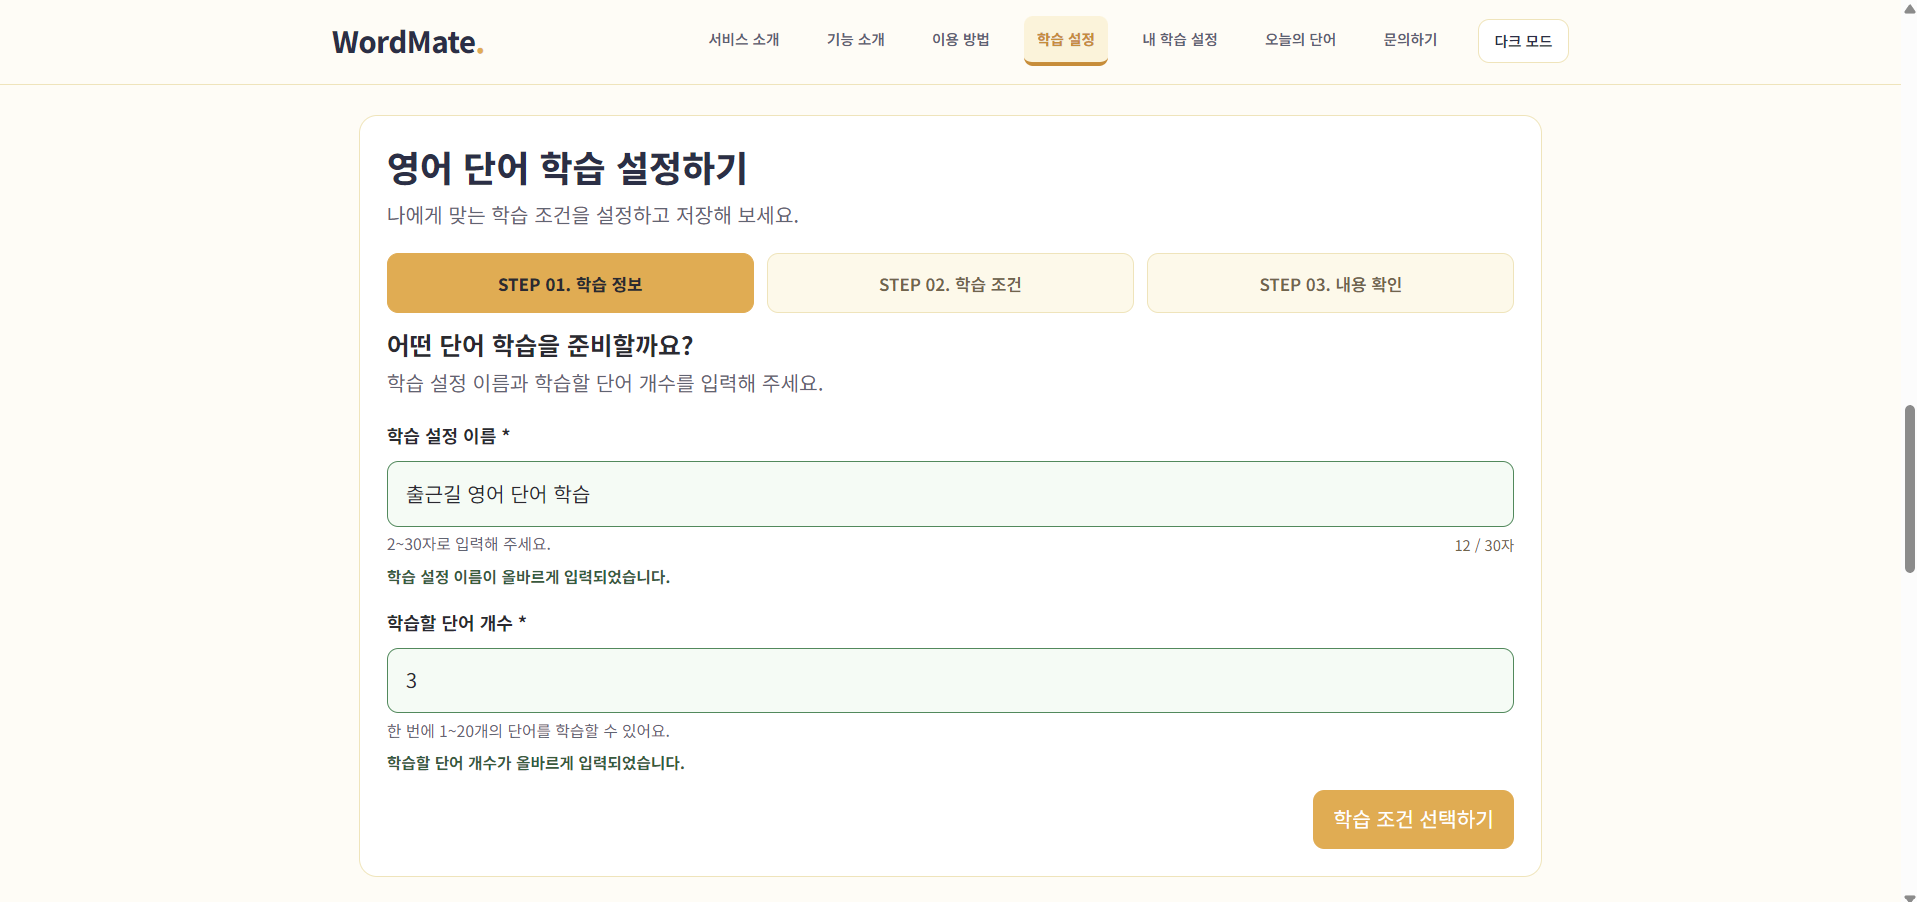 WordMate.
서비스 소개
기능 소개
이용 방법
학습 설정
내 학습 설정
오늘의 단어
문의하기
다크 모드
영어 단어 학습 설정하기
나에게 맞는 학습 조건을 설정하고 저장해 보세요.
STEP 01. 학습 정보
STEP 02. 학습 조건
STEP 03. 내용 확인
어떤 단어 학습을 준비할까요?
학습 설정 이름과 학습할 단어 개수를 입력해 주세요.
학습 설정 이름 *
출근길 영어 단어 학습
2~30자로 입력해 주세요.
12 / 30자
학습 설정 이름이 올바르게 입력되었습니다.
학습할 단어 개수 *
3
한 번에 1~20개의 단어를 학습할 수 있어요.
학습할 단어 개수가 올바르게 입력되었습니다.
학습 조건 선택하기